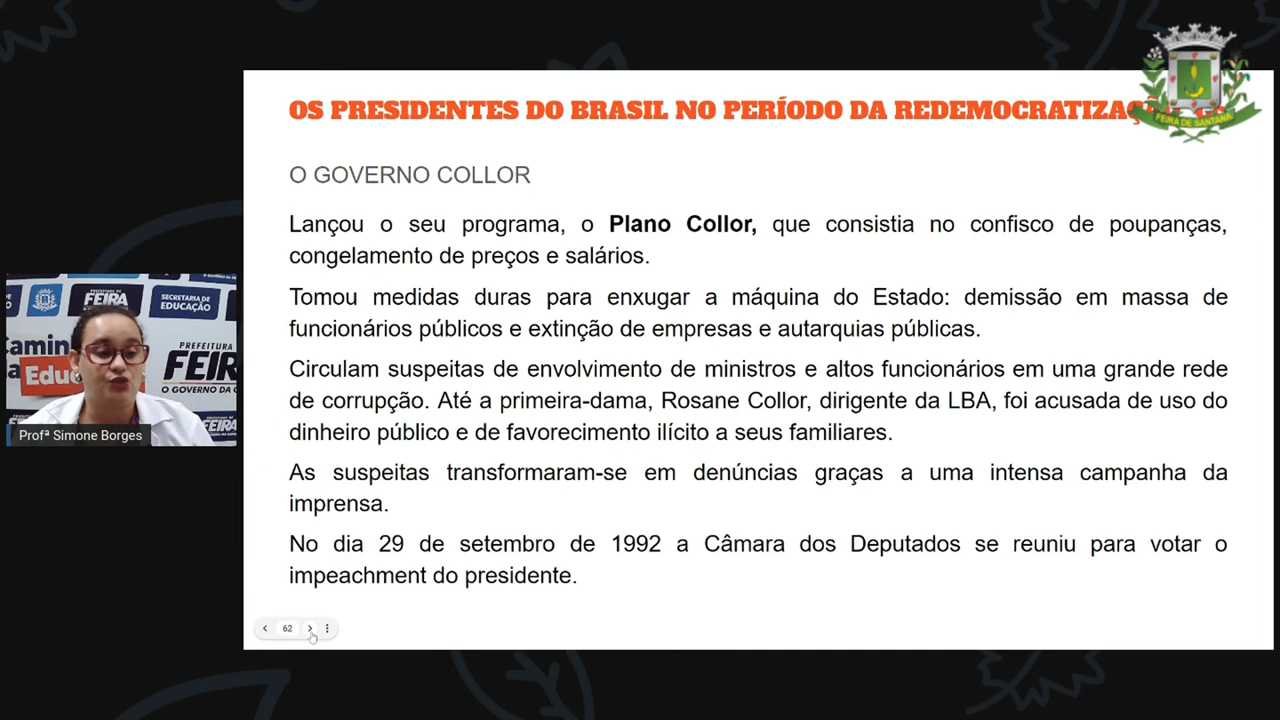 OS PRESIDENTES DO BRASIL NO PERÍODO DA REDEMOCRATIZAÇ
FEIRA DE SANTANA
O GOVERNO COLLOR
Lançou o seu programa, o Plano Collor, que consistia no confisco de poupanças,
congelamento de preços e salários.
Tomou medidas duras para enxugar a máquina do Estado: demissão em massa de
funcionários públicos e extinção de empresas e autarquias públicas.
Circulam suspeitas de envolvimento de ministros e altos funcionários em uma grande rede
de corrupção. Até a primeira-dama, Rosane Collor, dirigente da LBA, foi acusada de uso do
dinheiro público e de favorecimento ilícito a seus familiares.
As suspeitas transformaram-se em denúncias graças a uma intensa campanha da
imprensa.
No dia 29 de setembro de 1992 a Câmara dos Deputados se reuniu para votar o
impeachment do presidente.
62
FEIRA
SECRETARIA DE
EDUCAÇÃO
Camin
Edu
PREFEITURA
FEIR
O GOVERNO DA
Profª Simone Borges